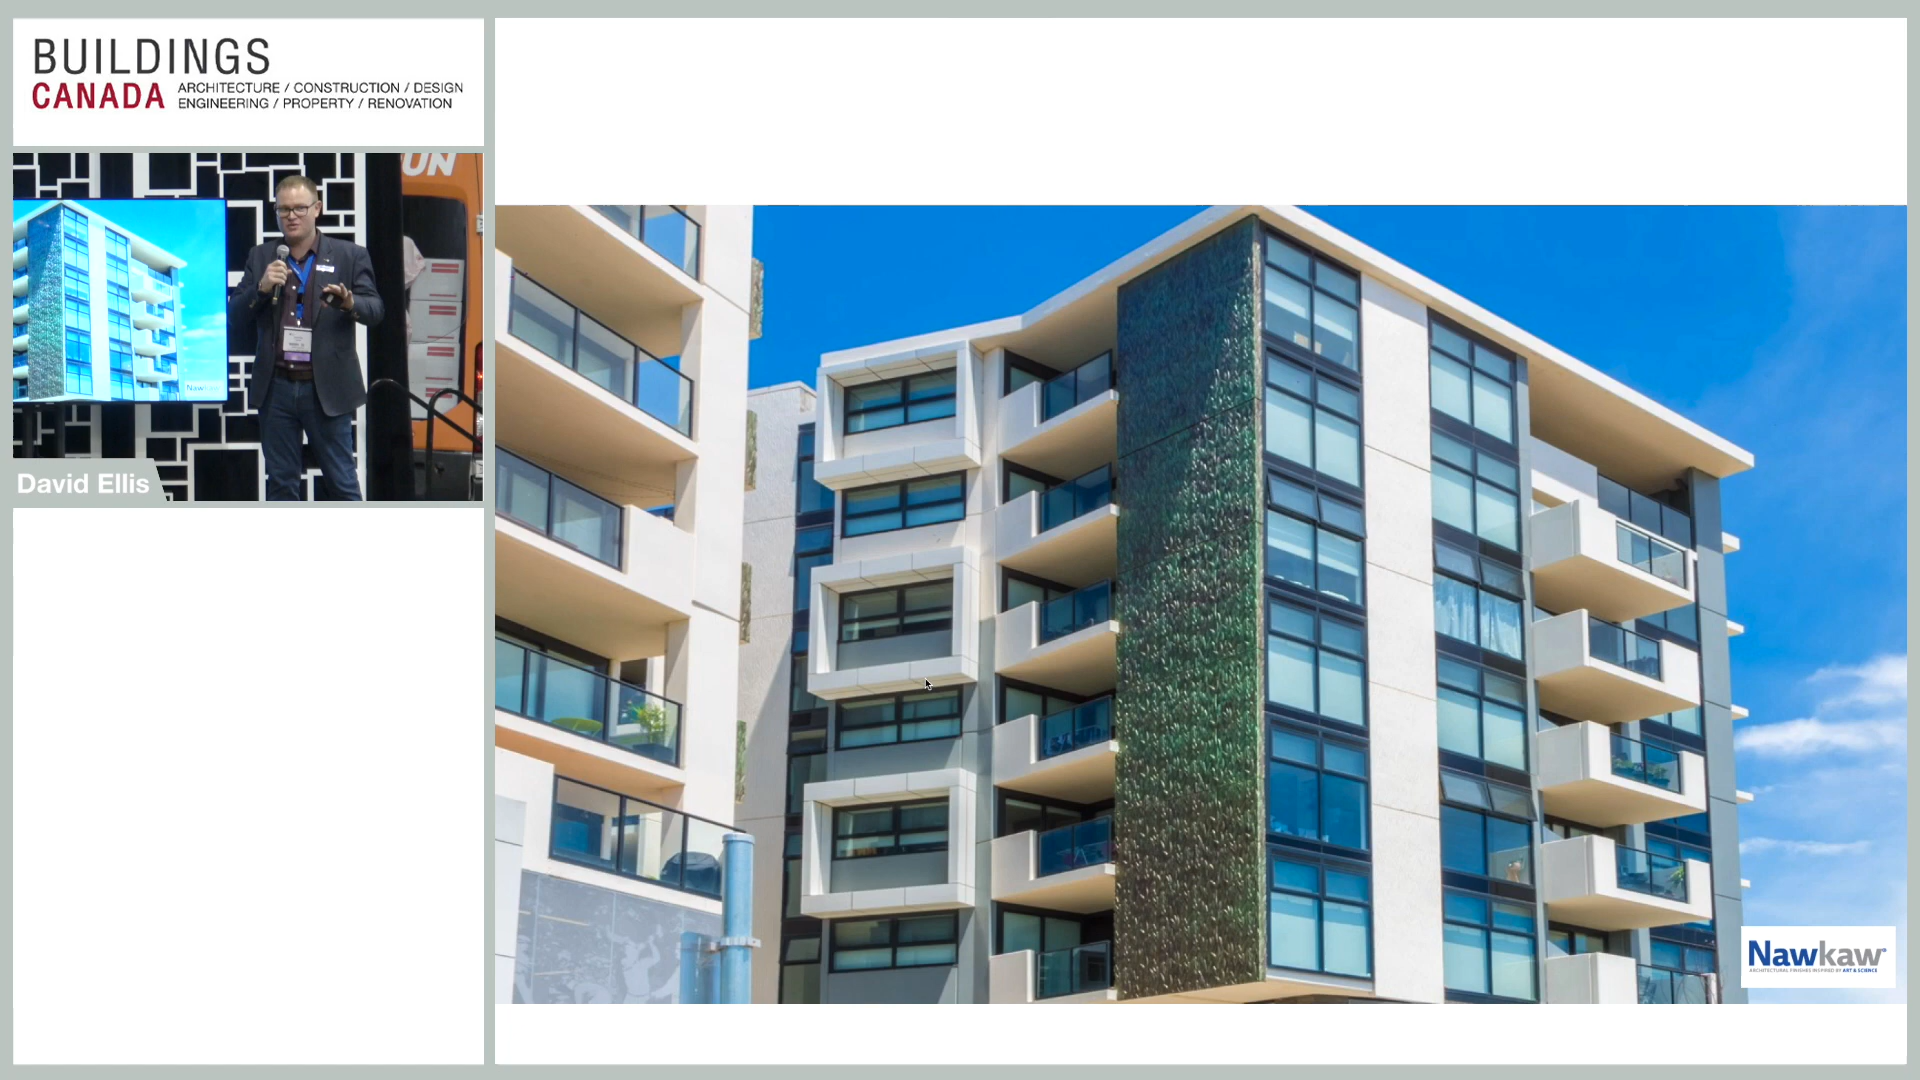 BUILDINGS
CANADA
ARCHITECTURE / CONSTRUCTION / DESIGN
ENGINEERING / PROPERTY / RENOVATION
UN
David Ellis
Nawkaw
ARCHITECTURAL FINISHES INSPIRED BY ART & SCIENCE